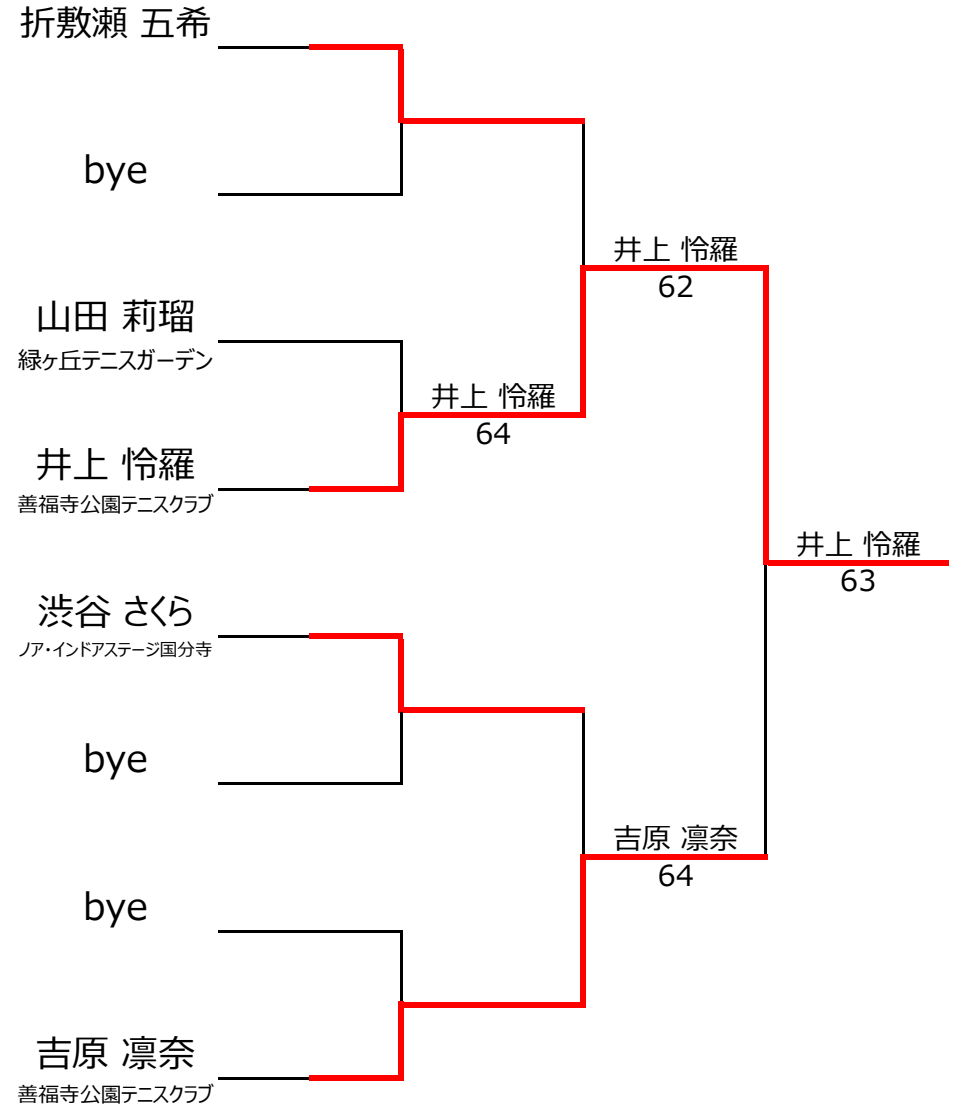 折敷瀬 五希
bye
山田 莉瑠
緑ヶ丘テニスガーデン
井上 怜羅
善福寺公園テニスクラブ
渋谷 さくら
ノア・インドアステージ国分寺
bye
bye
吉原 凛奈
善福寺公園テニスクラブ
井上 怜羅
64
井上 怜羅
62
吉原 凛奈
64
井上 怜羅
63